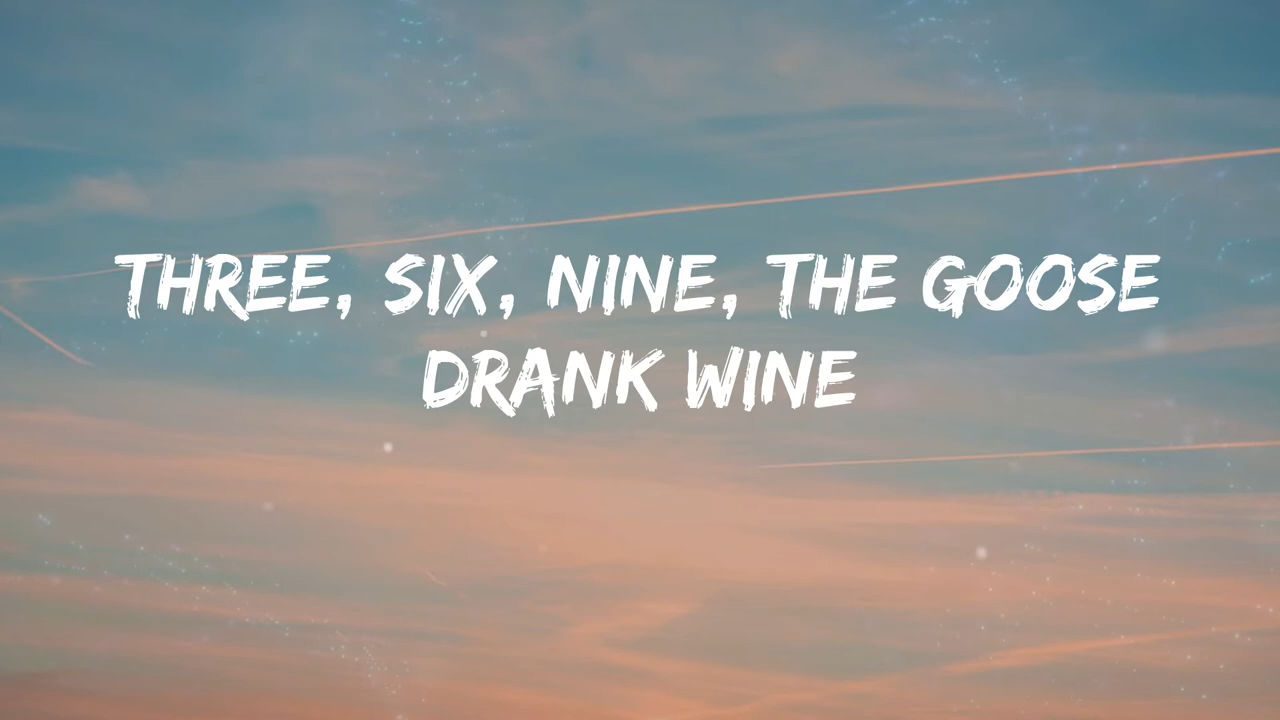 THREE, SIX, NINE, THE GOOSE
DRANK WINE